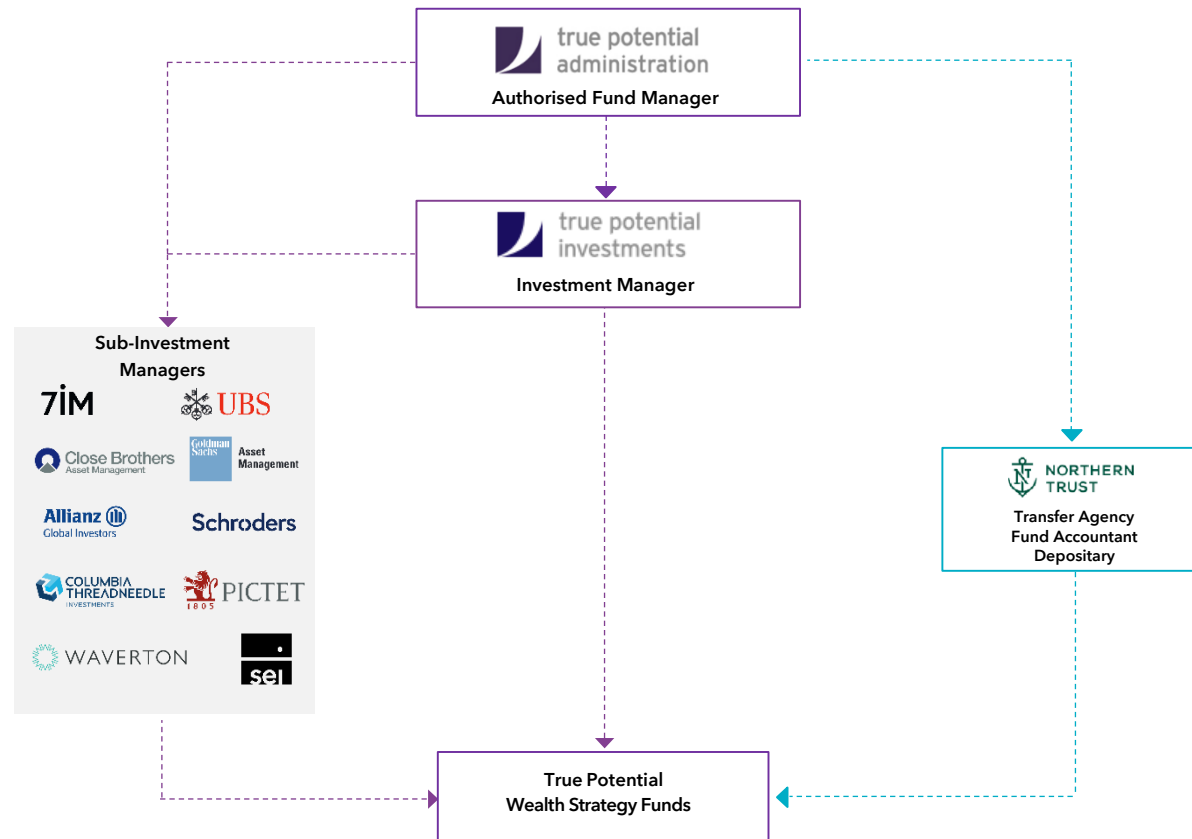 true potential
administration
Authorised Fund Manager
true potential
investments
Investment Manager
Sub-Investment
Managers
7iM
UBS
Close Brothers
Asset Management
Goldman
Sachs
Asset
Management
Allianz
Global Investors
Schroders
COLUMBIA
THREADNEEDLE
INVESTMENTS
1805
PICTET
WAVERTON
sei
NT
NORTHERN
TRUST
Transfer Agency
Fund Accountant
Depositary
True Potential
Wealth Strategy Funds